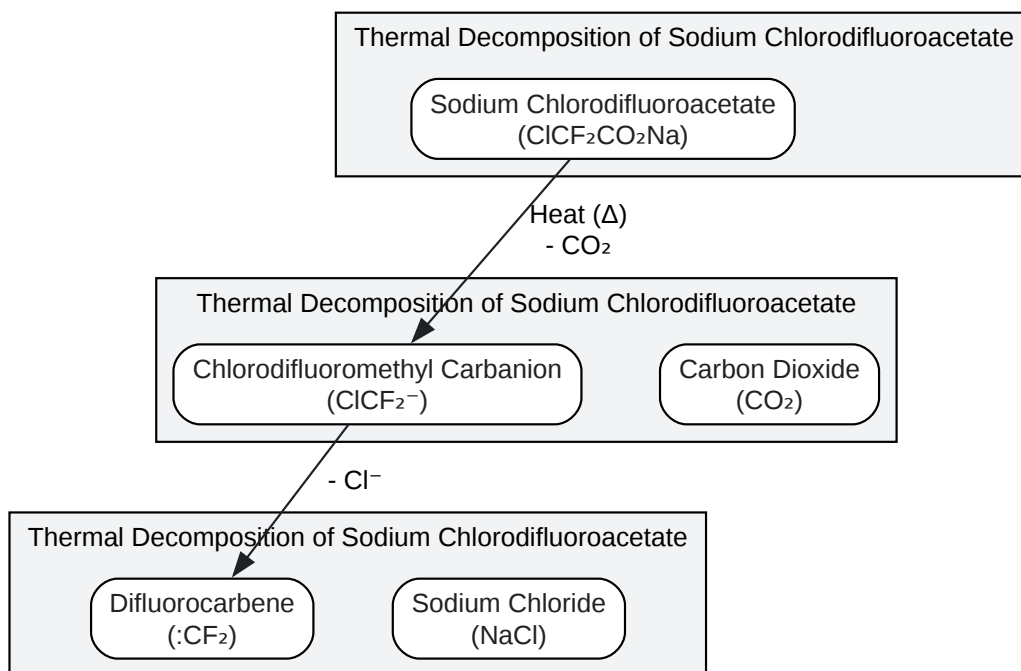 Thermal Decomposition of Sodium Chlorodifluoroacetate
Sodium Chlorodifluoroacetate
(ClCF₂CO₂Na)
Heat (Δ)
- CO₂
Thermal Decomposition of Sodium Chlorodifluoroacetate
Chlorodifluoromethyl Carbanion
(ClCF₂⁻)
Carbon Dioxide
(CO₂)
- Cl⁻
Thermal Decomposition of Sodium Chlorodifluoroacetate
Difluorocarbene
(:CF₂)
Sodium Chloride
(NaCl)